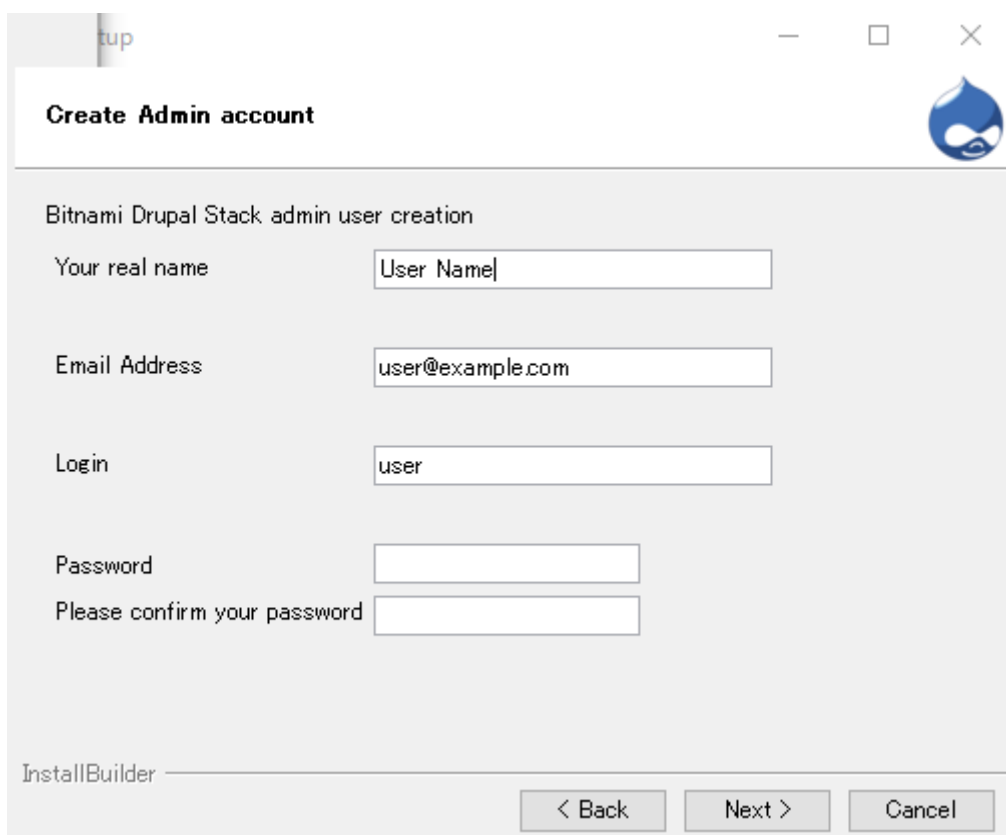 tup
Create Admin account
Bitnami Drupal Stack admin user creation
Your real name
User Name
Email Address
user@example.com
Login
user
Password
Please confirm your password
InstallBuilder
< Back
Next >
Cancel